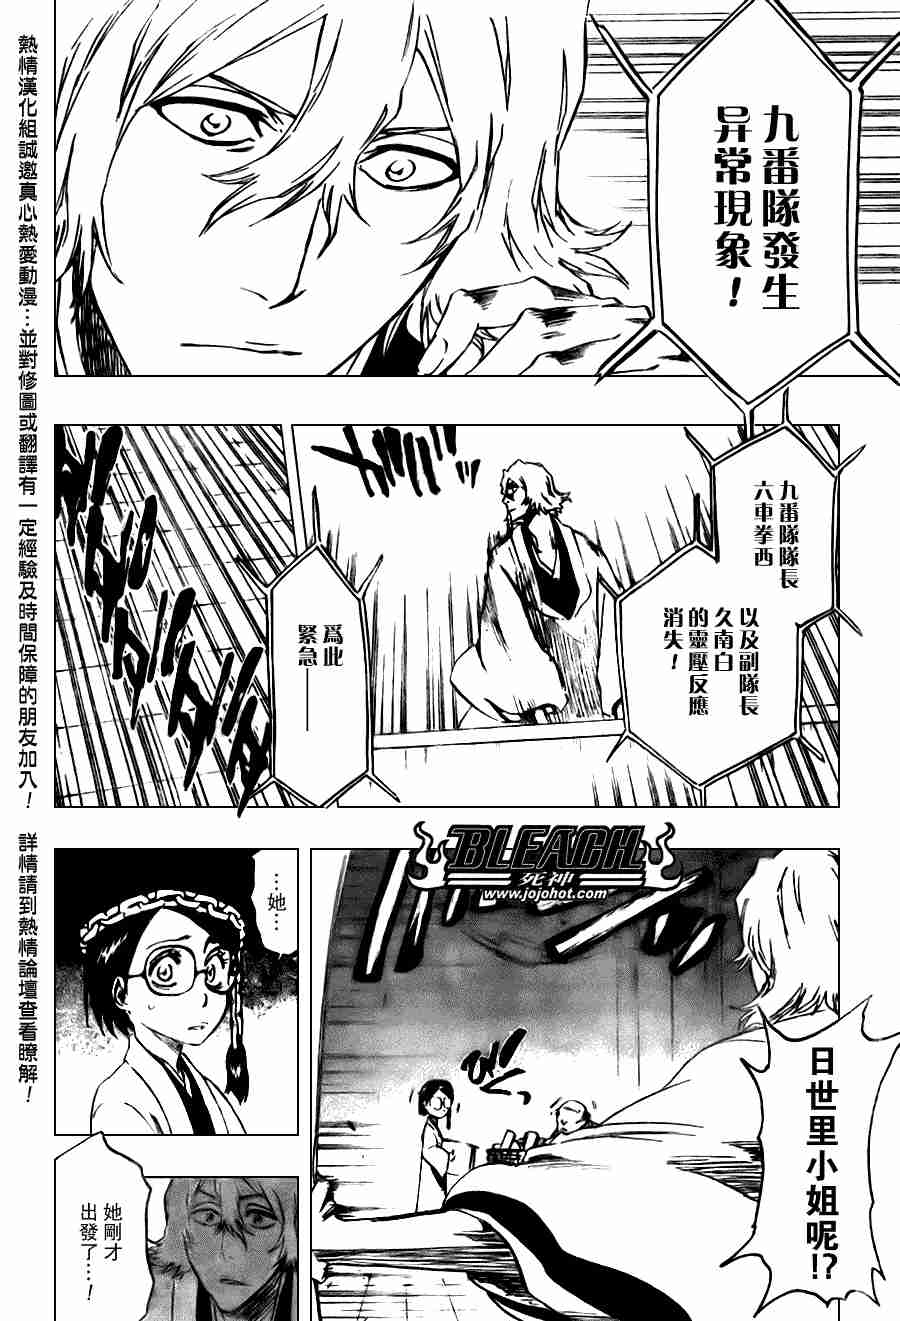 九番隊發生
异常現象！
九番隊隊長
六車拳西
以及副隊長
久南白
的靈壓反應
消失！
爲此
緊急——
BLEACH
死神
www.jojohot.com
日世里小姐呢!?
她…
她剛才
出發了…！
熱情漢化組誠邀真心熱愛動漫…並對修圖或翻譯有一定經驗及時間保障的朋友加入！ 詳情請到熱情論壇查看瞭解！